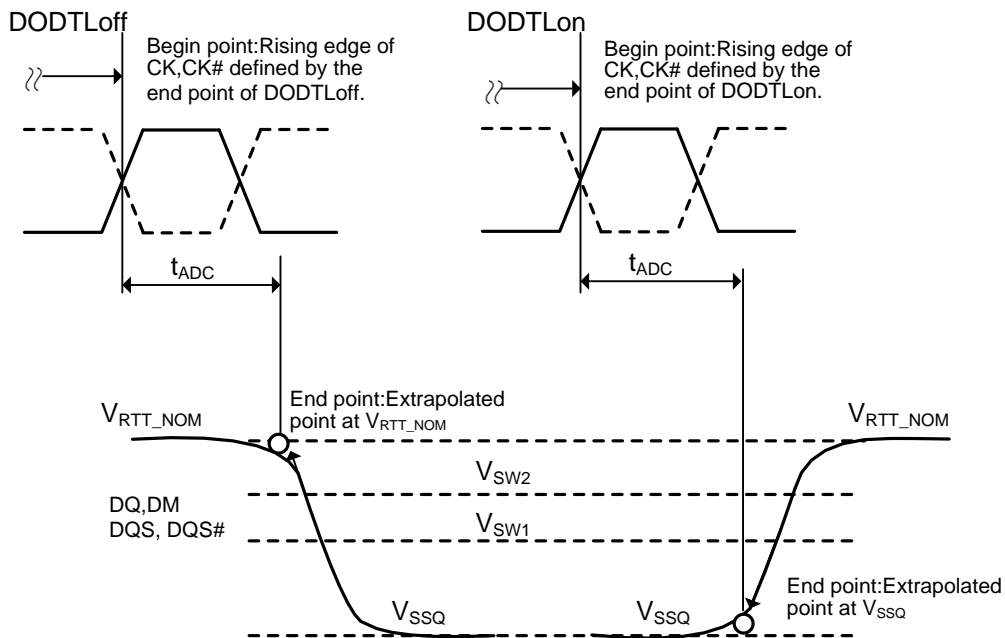 DODTLoff
Begin point:Rising edge of
CK,CK# defined by the
end point of DODTLoff.
DODTLon
Begin point:Rising edge of
CK,CK# defined by the
end point of DODTLon.
tADC
tADC
End point:Extrapolated
point at VRTT_NOM
VRTT_NOM
VRTT_NOM
VSW2
DQ,DM
DQS, DQS#
VSW1
VSSQ
VSSQ
End point:Extrapolated
point at VSSQ